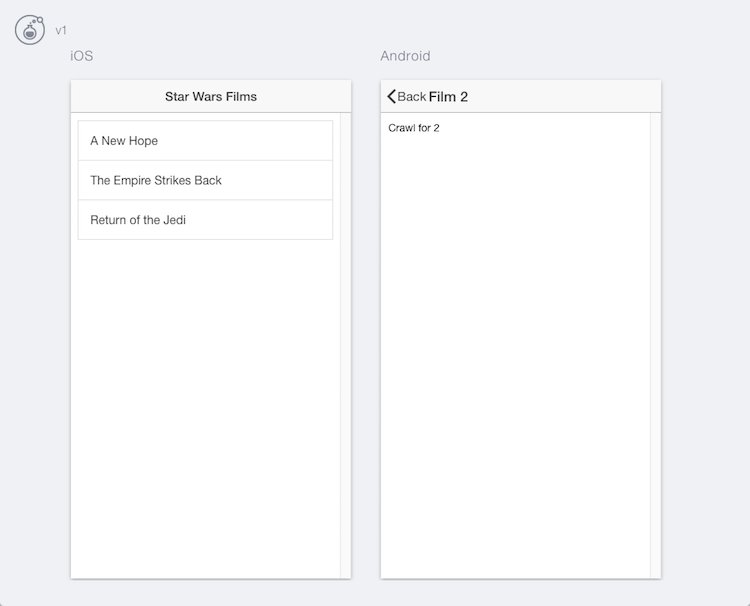 v1
iOS
Star Wars Films
A New Hope
The Empire Strikes Back
Return of the Jedi
Android
Back Film 2
Crawl for 2